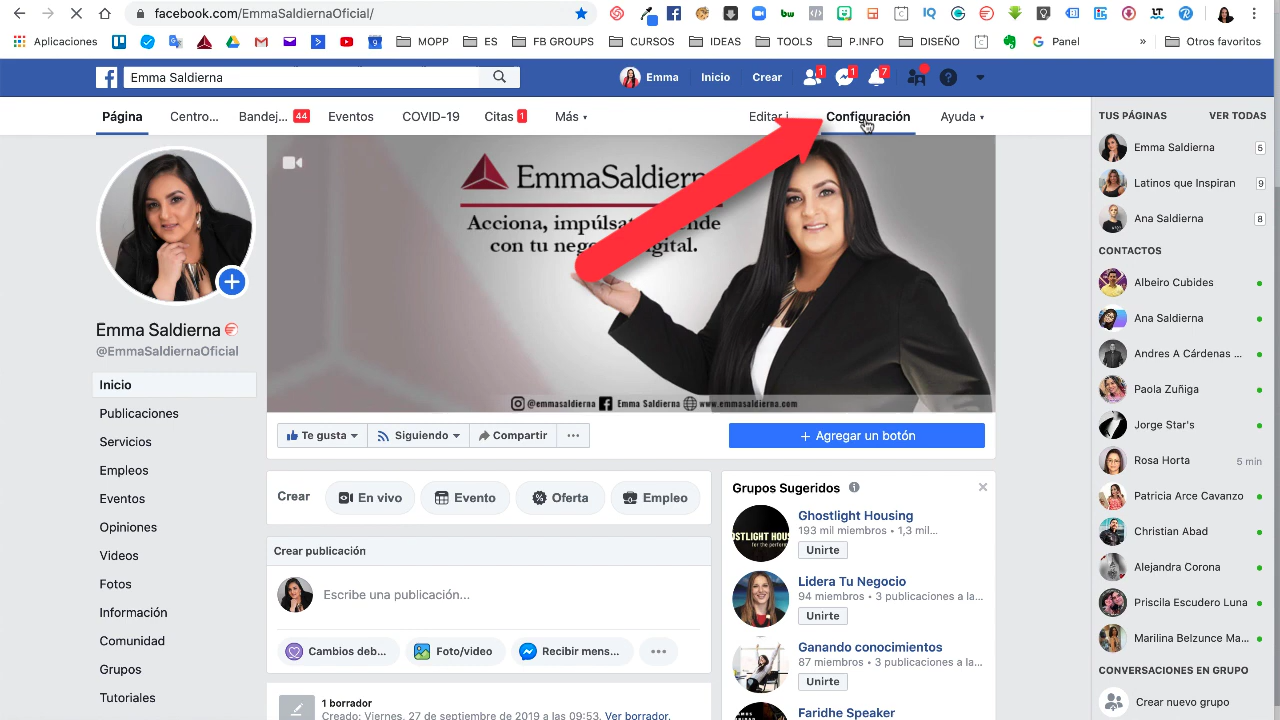 facebook.com/EmmaSaldiernaOficial/
Aplicaciones
MOPP
ES
FB GROUPS
CURSOS
IDEAS
TOOLS
P.INFO
DISEÑO
Panel
»
Otros favoritos
Emma Saldierna
Emma
Inicio
Crear
1
1
7
Página
Centro...
Bandej...
44
Eventos
COVID-19
Citas
1
Más
Editar i
Configuración
Ayuda
EmmaSaldierna
Acciona, impúlsat
nde
con tu nego
igital.
@emmasaldierna
Emma Saldierna
www.emmasaldierna.com
Emma Saldierna
@EmmaSaldiernaOficial
Inicio
Publicaciones
Servicios
Empleos
Eventos
Opiniones
Videos
Fotos
Información
Comunidad
Grupos
Tutoriales
Te gusta
Siguiendo
Compartir
...
+ Agregar un botón
Crear
En vivo
Evento
Oferta
Empleo
Crear publicación
Escribe una publicación...
Cambios deb...
Foto/video
Recibir mens...
1 borrador
Creado: Viernes, 27 de septiembre de 2019 a las 09:53. Ver borrador.
Grupos Sugeridos
Ghostlight Housing
193 mil miembros • 1,3 mil...
Unirte
Lidera Tu Negocio
94 miembros • 3 publicaciones a la...
Unirte
Ganando conocimientos
87 miembros • 3 publicaciones a la...
Unirte
Faridhe Speaker
TUS PÁGINAS
VER TODAS
Emma Saldierna
5
Latinos que Inspiran
9
Ana Saldierna
8
CONTACTOS
Albeiro Cubides
Ana Saldierna
Andres A Cárdenas ...
Paola Zuñiga
Jorge Star's
Rosa Horta
5 min
Patricia Arce Cavanzo
Christian Abad
Alejandra Corona
Priscila Escudero Luna
Marilina Belzunce Ma...
CONVERSACIONES EN GRUPO
Crear nuevo grupo